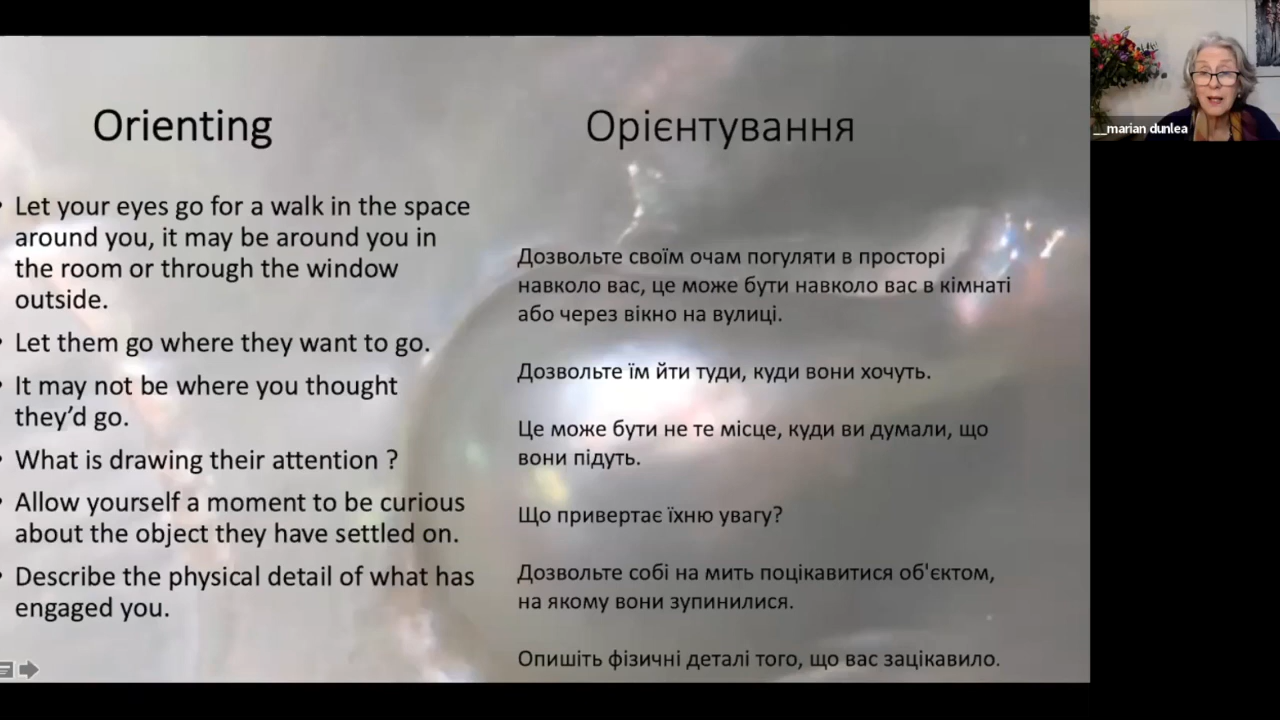 Orienting
• Let your eyes go for a walk in the space
around you, it may be around you in
the room or through the window
outside.
• Let them go where they want to go.
• It may not be where you thought
they’d go.
• What is drawing their attention ?
• Allow yourself a moment to be curious
about the object they have settled on.
• Describe the physical detail of what has
engaged you.
Орієнтування
Дозвольте своїм очам погуляти в просторі
навколо вас, це може бути навколо вас в кімнаті
або через вікно на вулиці.
Дозвольте їм йти туди, куди вони хочуть.
Це може бути не те місце, куди ви думали, що
вони підуть.
Що привертає їхню увагу?
Дозвольте собі на мить поцікавитися об'єктом,
на якому вони зупинилися.
Опишіть фізичні деталі того, що вас зацікавило.
__marian dunlea